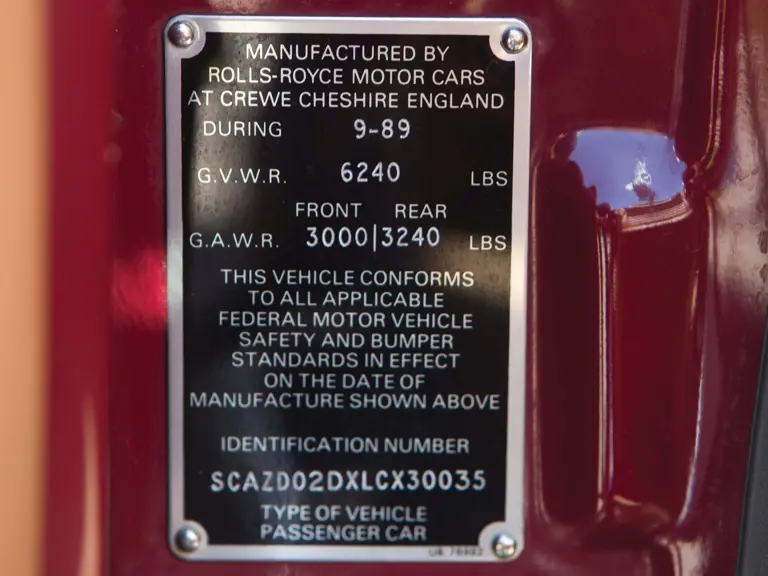 MANUFACTURED BY
ROLLS-ROYCE MOTOR CARS
AT CREWE CHESHIRE ENGLAND
DURING 9-89
G.V.W.R. 6240 LBS
FRONT REAR
G.A.W.R. 3000|3240 LBS
THIS VEHICLE CONFORMS
TO ALL APPLICABLE
FEDERAL MOTOR VEHICLE
SAFETY AND BUMPER
STANDARDS IN EFFECT
ON THE DATE OF
MANUFACTURE SHOWN ABOVE
IDENTIFICATION NUMBER
SCAZD02DXLCX30035
TYPE OF VEHICLE
PASSENGER CAR